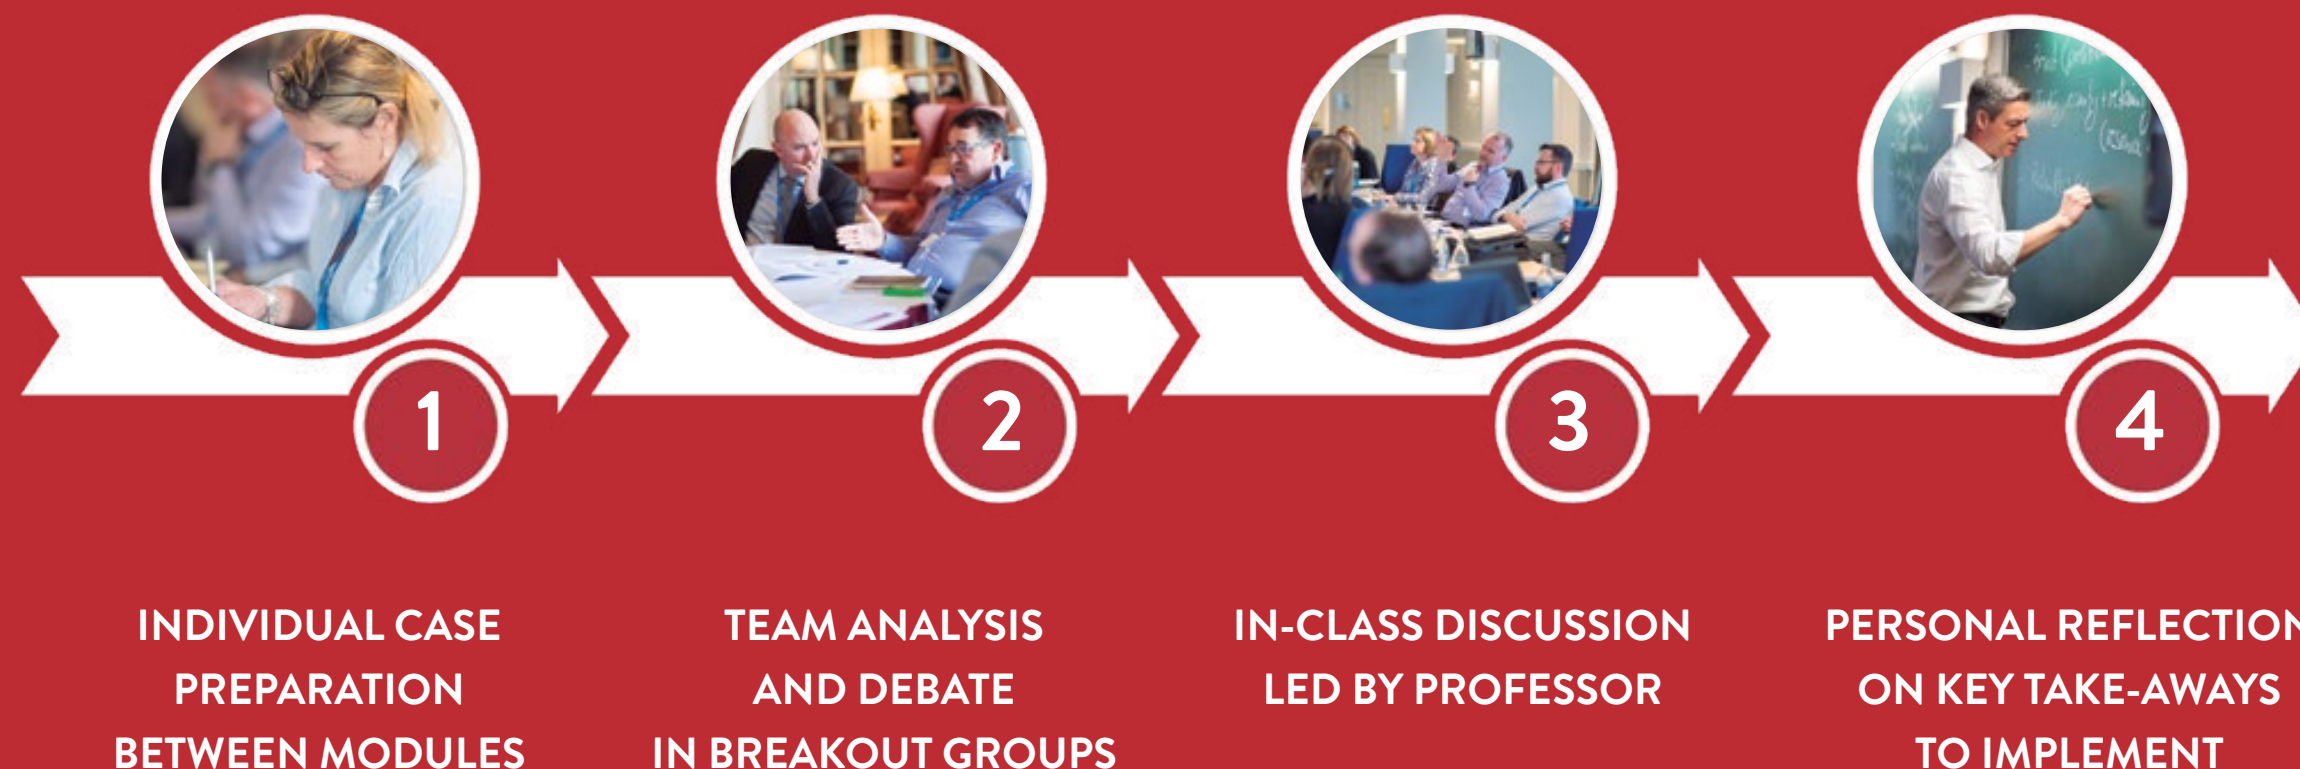 1
2
3
4
INDIVIDUAL CASE
PREPARATION
BETWEEN MODULES
TEAM ANALYSIS
AND DEBATE
IN BREAKOUT GROUPS
IN-CLASS DISCUSSION
LED BY PROFESSOR
PERSONAL REFLECTION
ON KEY TAKE-AWAYS
TO IMPLEMENT